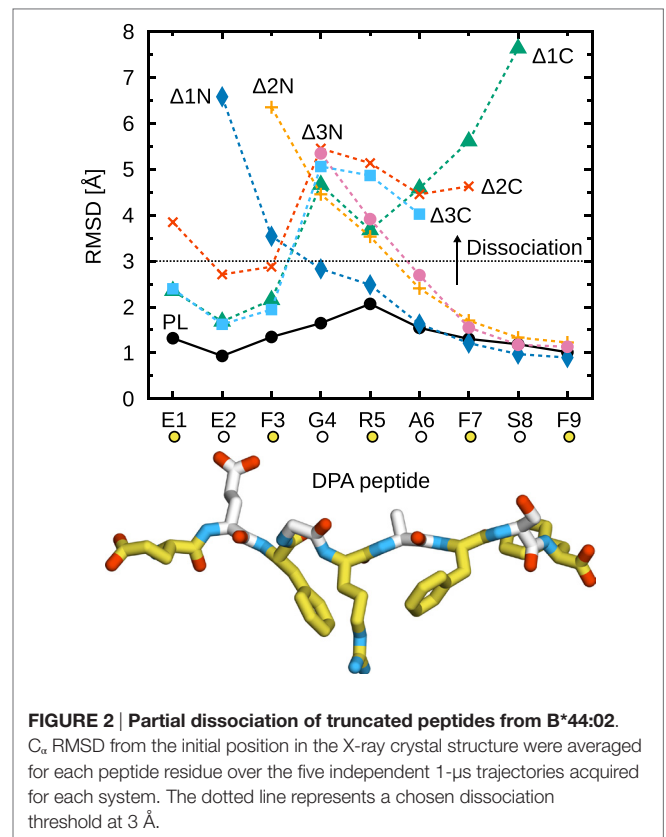 8
7
6
5
4
3
2
1
0
RMSD [Å]
Δ1N
Δ2N
Δ3N
Δ1C
Δ2C
Δ3C
Dissociation
PL
E1 E2 F3 G4 R5 A6 F7 S8 F9
DPA peptide
FIGURE 2 | Partial dissociation of truncated peptides from B*44:02.
Cα RMSD from the initial position in the X-ray crystal structure were averaged
for each peptide residue over the five independent 1-μs trajectories acquired
for each system. The dotted line represents a chosen dissociation
threshold at 3 Å.